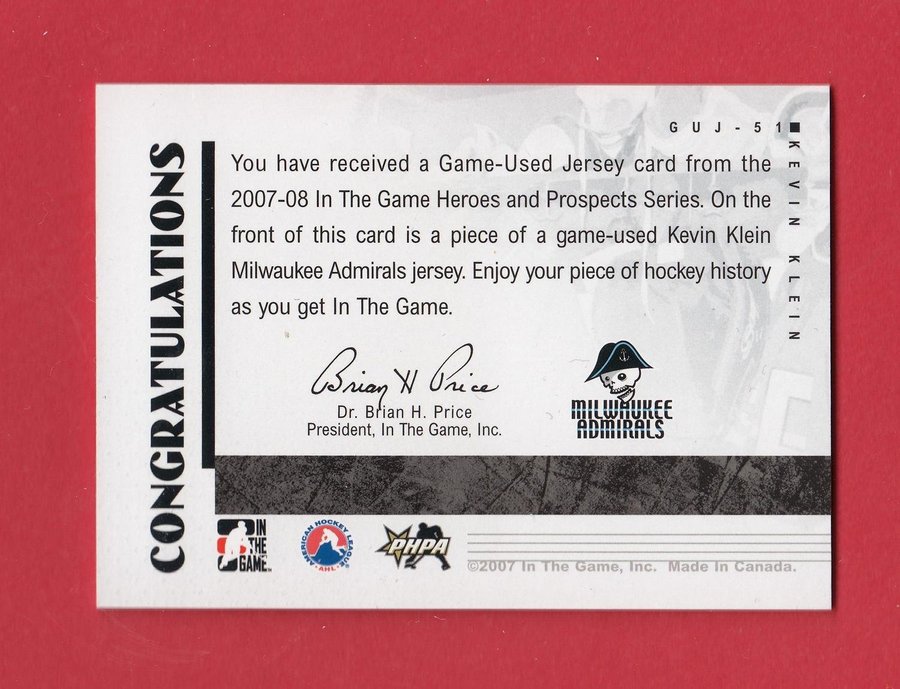 GUJ-51
KEVIN KLEIN
CONGRATULATIONS
You have received a Game-Used Jersey card from the
2007-08 In The Game Heroes and Prospects Series. On the
front of this card is a piece of a game-used Kevin Klein
Milwaukee Admirals jersey. Enjoy your piece of hockey history
as you get In The Game.
Brian H Price
Dr. Brian H. Price
President, In The Game, Inc.
MILWAUKEE
ADMIRALS
IN
THE
GAME
AMERICAN HOCKEY LEAGUE
AHL
PHPA
©2007 In The Game, Inc. Made in Canada.